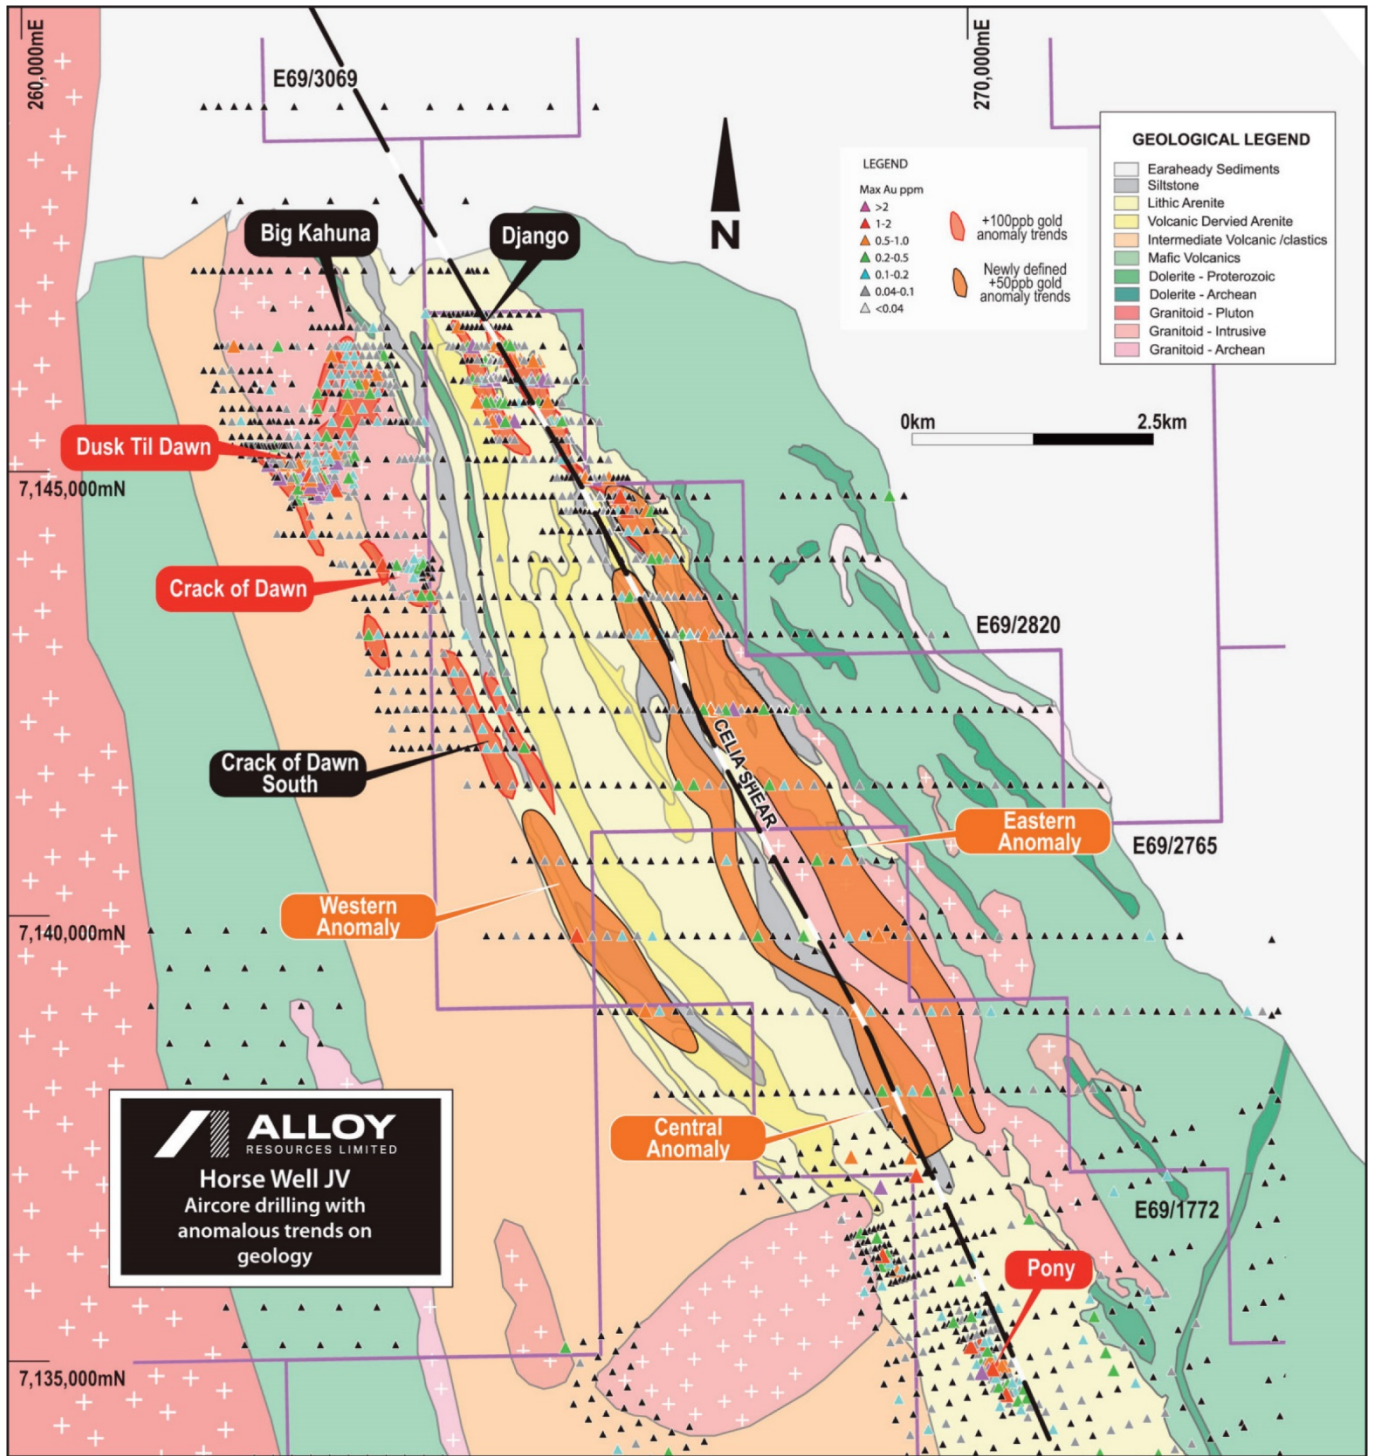 260,000mE
270,000mE
E69/3069
GEOLOGICAL LEGEND
Earaheady Sediments
Siltstone
Lithic Arenite
Volcanic Dervied Arenite
Intermediate Volcanic /clastics
Mafic Volcanics
Dolerite - Proterozoic
Dolerite - Archean
Granitoid - Pluton
Granitoid - Intrusive
Granitoid - Archean
LEGEND
Max Au ppm
>2
1-2
0.5-1.0
0.2-0.5
0.1-0.2
0.04-0.1
<0.04
+100ppb gold
anomaly trends
Newly defined
+50ppb gold
anomaly trends
N
Big Kahuna
Django
0km
2.5km
Dusk Til Dawn
7,145,000mN
Crack of Dawn
E69/2820
Crack of Dawn
South
CELIA SHEAR
Eastern
Anomaly
E69/2765
Western
Anomaly
7,140,000mN
Central
Anomaly
ALLOY
RESOURCES LIMITED
Horse Well JV
Aircore drilling with
anomalous trends on
geology
E69/1772
Pony
7,135,000mN